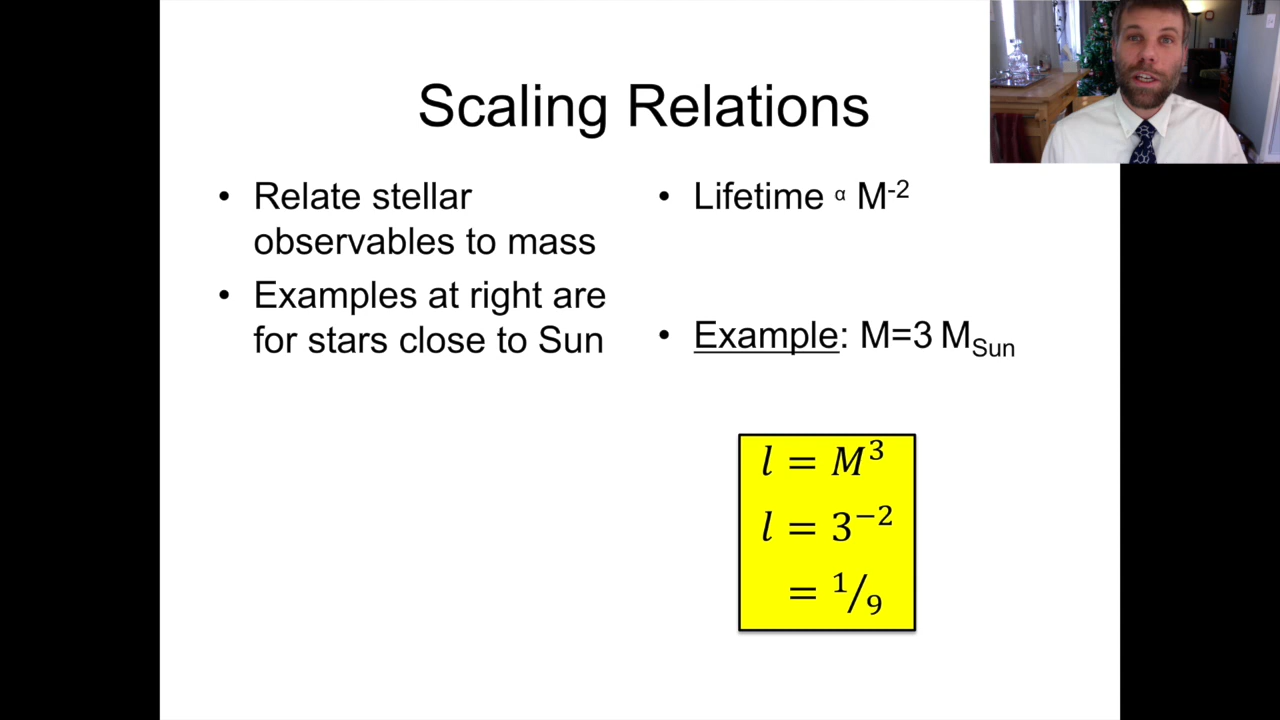 Scaling Relations
• Relate stellar
observables to mass
• Examples at right are
for stars close to Sun
• Lifetime α M⁻²
• Example: M=3 M_Sun
l = M³
l = 3⁻²
= ¹/₉